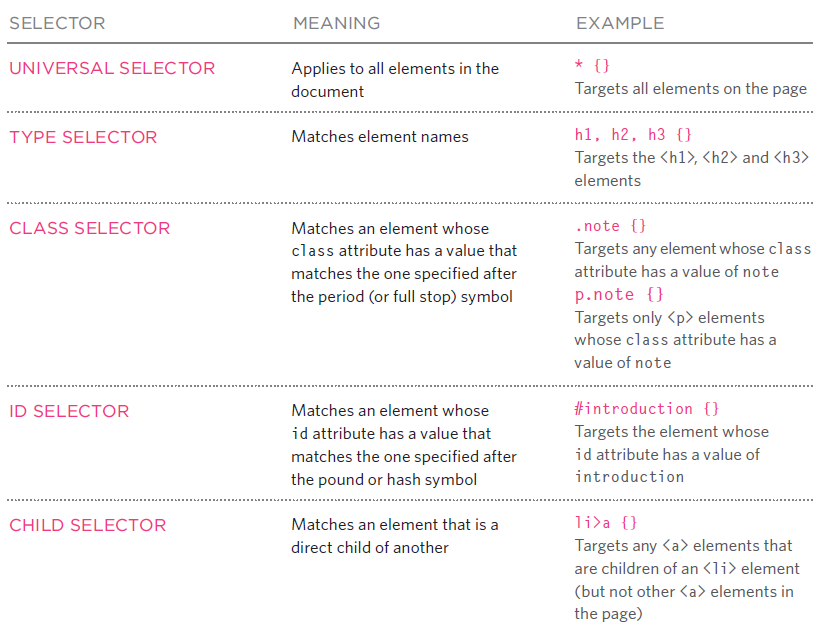 SELECTOR MEANING EXAMPLE
UNIVERSAL SELECTOR
Applies to all elements in the
document
* {}
Targets all elements on the page
TYPE SELECTOR
Matches element names
h1, h2, h3 {}
Targets the <h1>, <h2> and <h3>
elements
CLASS SELECTOR
Matches an element whose
class attribute has a value that
matches the one specified after
the period (or full stop) symbol
.note {}
Targets any element whose class
attribute has a value of note
p.note {}
Targets only <p> elements
whose class attribute has a
value of note
ID SELECTOR
Matches an element whose
id attribute has a value that
matches the one specified after
the pound or hash symbol
#introduction {}
Targets the element whose
id attribute has a value of
introduction
CHILD SELECTOR
Matches an element that is a
direct child of another
li>a {}
Targets any <a> elements that
are children of an <li> element
(but not other <a> elements in
the page)